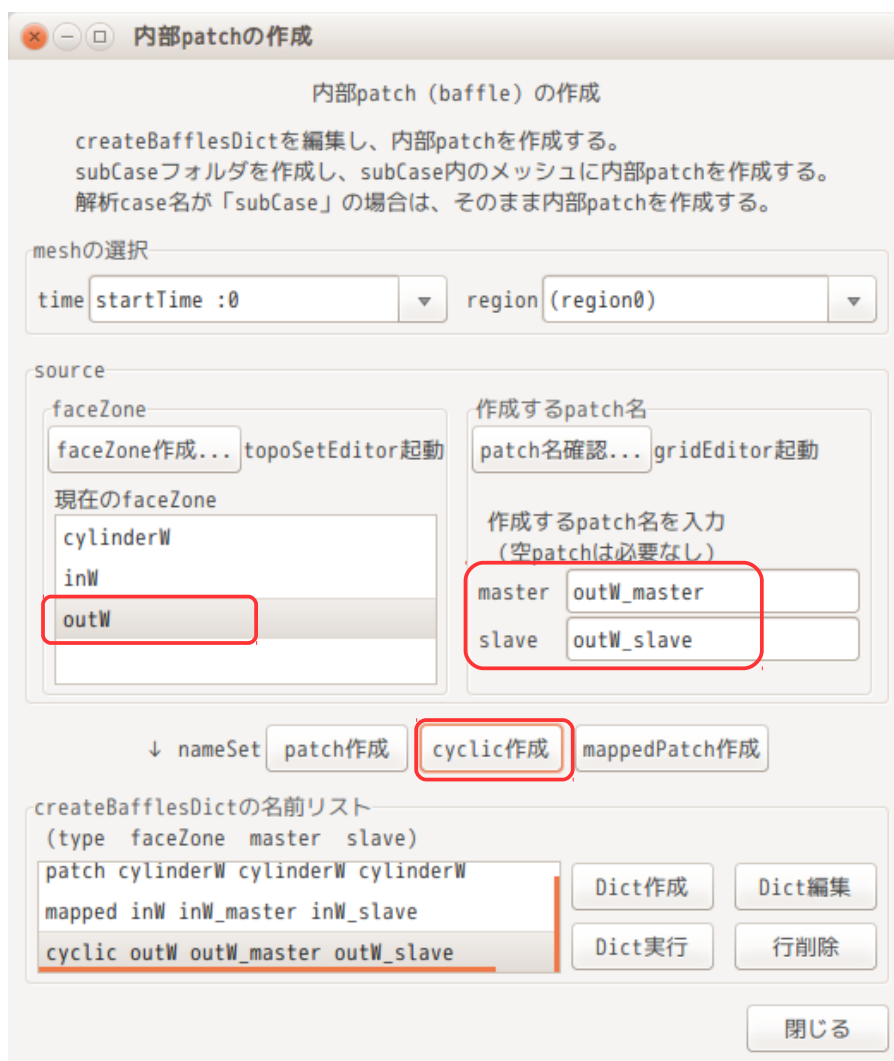 内部patchの作成
内部patch (baffle) の作成
createBafflesDictを編集し、内部patchを作成する。
subCaseフォルダを作成し、subCase内のメッシュに内部patchを作成する。
解析case名が「subCase」の場合は、そのまま内部patchを作成する。
meshの選択
time startTime :0 region (region0)
source
faceZone
faceZone作成... topoSetEditor起動
現在のfaceZone
cylinderW
inW
outW
作成するpatch名
patch名確認... gridEditor起動
作成するpatch名を入力
(空patchは必要なし)
master outW_master
slave outW_slave
↓ nameSet patch作成 cyclic作成 mappedPatch作成
createBafflesDictの名前リスト
(type faceZone master slave)
patch cylinderW cylinderW cylinderW
mapped inW inW_master inW_slave
cyclic outW outW_master outW_slave
Dict作成 Dict編集
Dict実行 行削除
閉じる